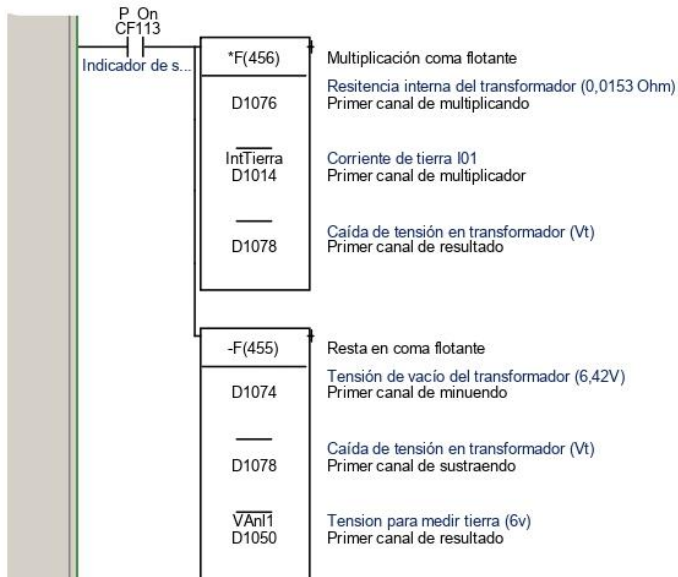 P_On
CF113
Indicador de s...
*F(456)
Multiplicación coma flotante
D1076
Resitencia interna del transformador (0,0153 Ohm)
Primer canal de multiplicando
IntTierra
D1014
Corriente de tierra I01
Primer canal de multiplicador
D1078
Caída de tensión en transformador (Vt)
Primer canal de resultado
-F(455)
Resta en coma flotante
D1074
Tensión de vacío del transformador (6,42V)
Primer canal de minuendo
D1078
Caída de tensión en transformador (Vt)
Primer canal de sustraendo
VAnI1
D1050
Tension para medir tierra (6v)
Primer canal de resultado